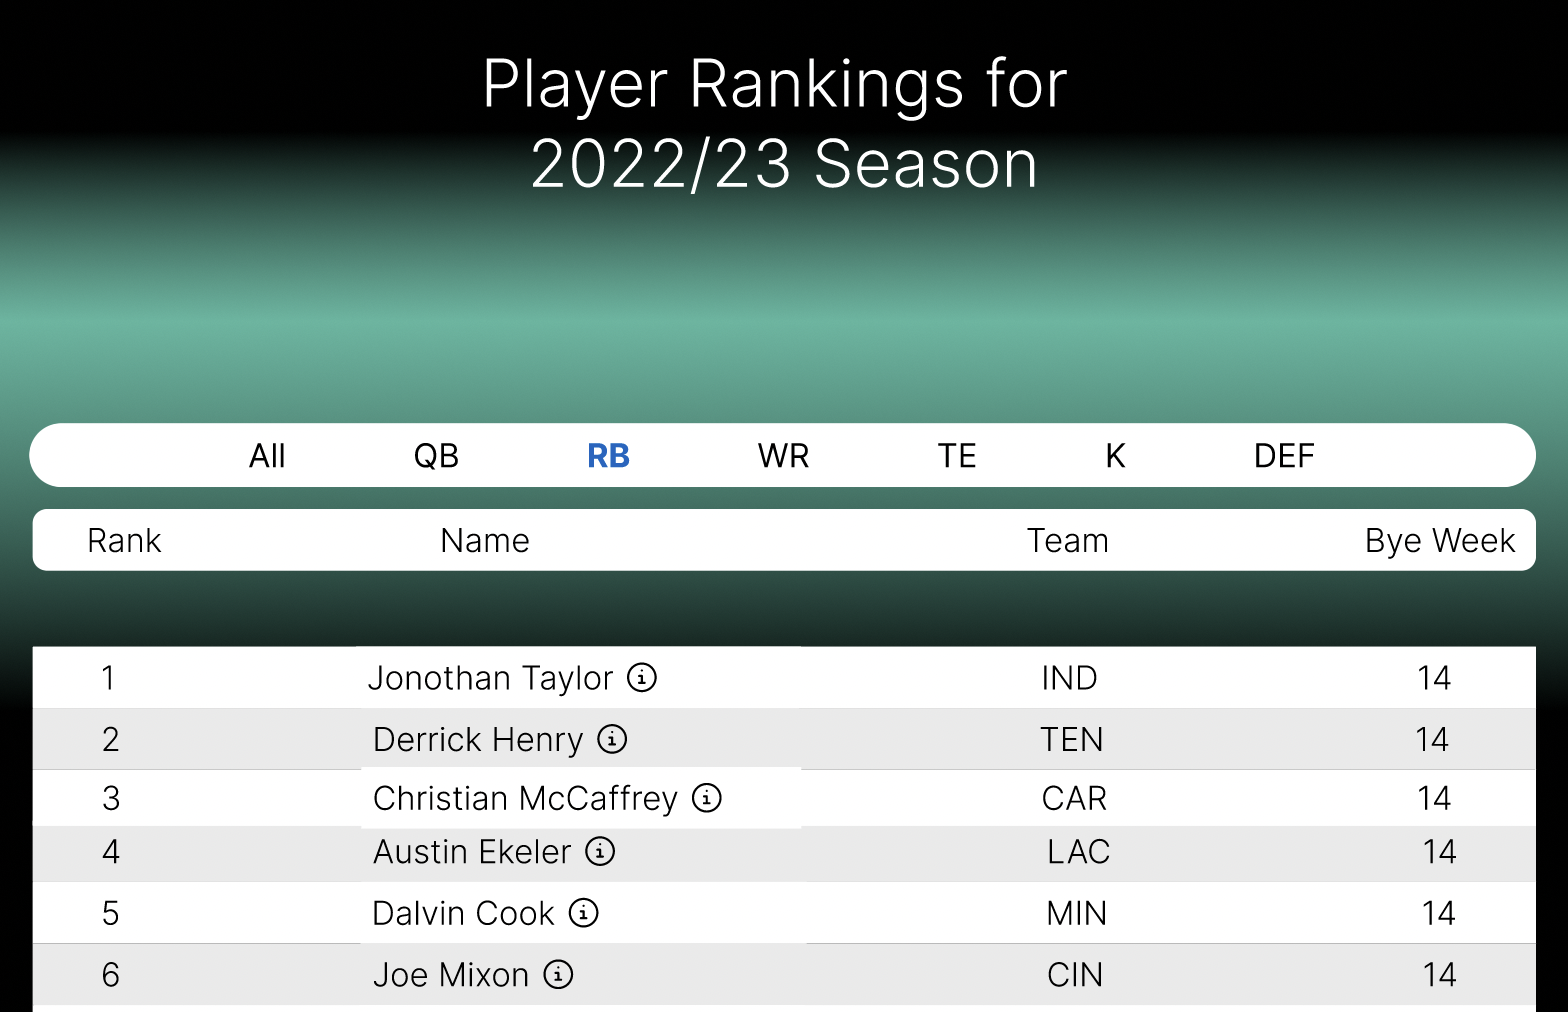 Player Rankings for
2022/23 Season
All QB RB WR TE K DEF
Rank Name Team Bye Week
1 Jonothan Taylor IND 14
2 Derrick Henry TEN 14
3 Christian McCaffrey CAR 14
4 Austin Ekeler LAC 14
5 Dalvin Cook MIN 14
6 Joe Mixon CIN 14